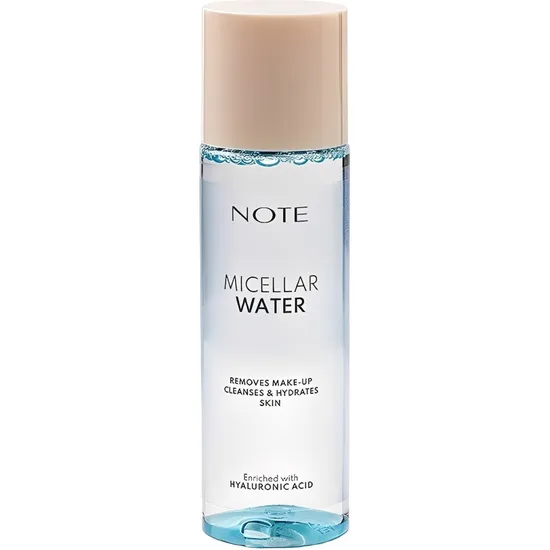 NOTE
MICELLAR
WATER
REMOVES MAKE-UP
CLEANSES & HYDRATES
SKIN
Enriched with
HYALURONIC ACID